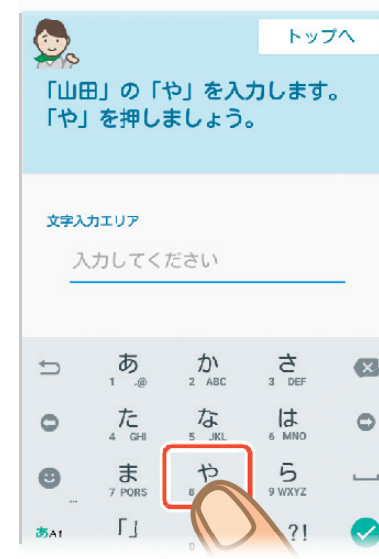 トップへ
「山田」の「や」を入力します。
「や」を押しましょう。
文字入力エリア
入力してください
あ か さ
1 .@ 2 ABC 3 DEF
た な は
4 GHI 5 JKL 6 MNO
ま や ら
7 PQRS 8 9 WXYZ
あA1 「」 ?!